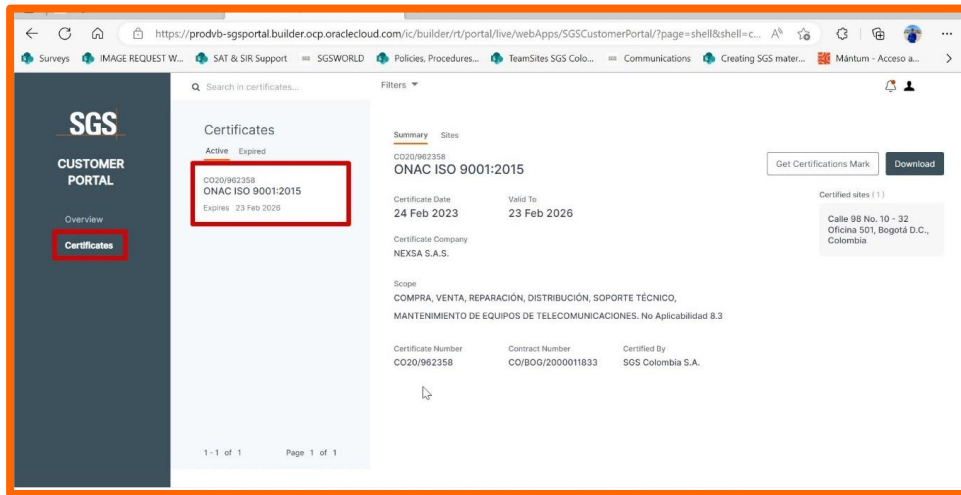 https://prodvb-sgsportal.builder.ocp.oraclecloud.com/ic/builder/rt/portal/live/webApps/SGSCustomerPortal/?page=shell&shell=c...
Surveys IMAGE REQUEST W... SAT & SIR Support SGSWORLD Policies, Procedures... TeamSites SGS Colo... Communications Creating SGS mater... Mántum - Acceso a...
SGS
CUSTOMER
PORTAL
Overview
Certificates
Search in certificates...
Filters
Certificates
Active Expired
CO20/962358
ONAC ISO 9001:2015
Expires 23 Feb 2026
1-1 of 1 Page 1 of 1
Summary Sites
CO20/962358
ONAC ISO 9001:2015
Get Certifications Mark Download
Certificate Date Valid To
24 Feb 2023 23 Feb 2026
Certificate Company
NEXSA S.A.S.
Scope
COMPRA, VENTA, REPARACIÓN, DISTRIBUCIÓN, SOPORTE TÉCNICO,
MANTENIMIENTO DE EQUIPOS DE TELECOMUNICACIONES. No Aplicabilidad 8.3
Certificate Number Contract Number Certified By
CO20/962358 CO/BOG/2000011833 SGS Colombia S.A.
Certified sites (1)
Calle 98 No. 10 - 32
Oficina 501, Bogotá D.C.,
Colombia